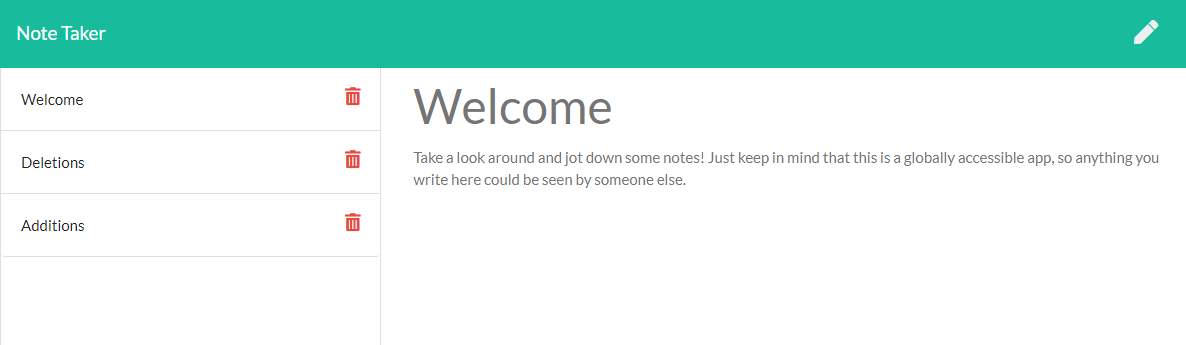 Note Taker
Welcome
Deletions
Additions
Welcome
Take a look around and jot down some notes! Just keep in mind that this is a globally accessible app, so anything you
write here could be seen by someone else.